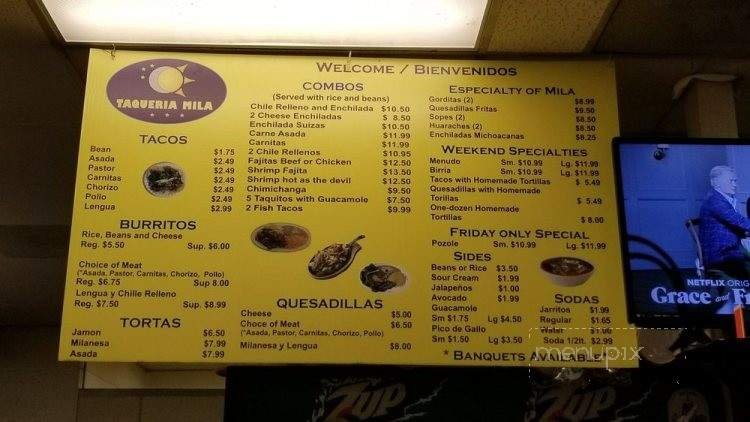 Welcome / Bienvenidos
TAQUERIA MILA
TACOS
Bean $1.75
Asada $2.49
Pastor $2.49
Carnitas $2.49
Chorizo $2.49
Pollo $2.49
Lengua $2.99
BURRITOS
Rice, Beans and Cheese
Reg. $5.50 Sup. $6.00
Choice of Meat
(*Asada, Pastor, Carnitas, Chorizo, Pollo)
Reg. $6.75 Sup 8.00
Lengua y Chille Relleno
Reg. $7.50 Sup. $8.99
TORTAS
Jamon $6.50
Milanesa $7.99
Asada $7.99
COMBOS
(Served with rice and beans)
Chile Relleno and Enchilada $10.50
2 Cheese Enchiladas $ 8.50
Enchilada Suizas $10.50
Carne Asada $11.99
Carnitas $11.99
2 Chile Rellenos $10.95
Fajitas Beef or Chicken $12.50
Shrimp Fajita $13.50
Shrimp hot as the devil $12.50
Chimichanga $9.50
5 Taquitos with Guacamole $7.50
2 Fish Tacos $9.99
QUESADILLAS
Cheese $5.00
Choce of Meat $6.50
(*Asada, Pastor, Carnitas, Chorizo, Pollo)
Milanesa y Lengua $8.00
Especialty of Mila
Gorditas (2) $8.99
Quesadillas Fritas $9.50
Sopes (2) $8.50
Huaraches (2) $8.50
Enchiladas Michoacanas $8.25
Weekend Specialties
Menudo Sm. $10.99 Lg. $11.99
Birria Sm. $10.99 Lg. $11.99
Tacos with Homemade Tortillas $ 5.49
Quesadillas with Homemade
Torillas $ 5.49
One-dozen Homemade
Tortillas $ 8.00
Friday Only Special
Pozole Sm. $10.99 Lg. $11.99
SIDES
Beans or Rice $3.50
Sour Cream $1.99
Jalapeños $1.00
Avocado $1.99
Guacamole
Sm $1.75 Lg $4.50
Pico de Gallo
Sm $1.50 Lg $3.50
SODAS
Jarritos $1.99
Regular $1.65
Water $1.00
Soda 1/2lt. $2.99
* Banquets Available
menupix
7UP
7UP
NETFLIX ORIG
Grace and Fr